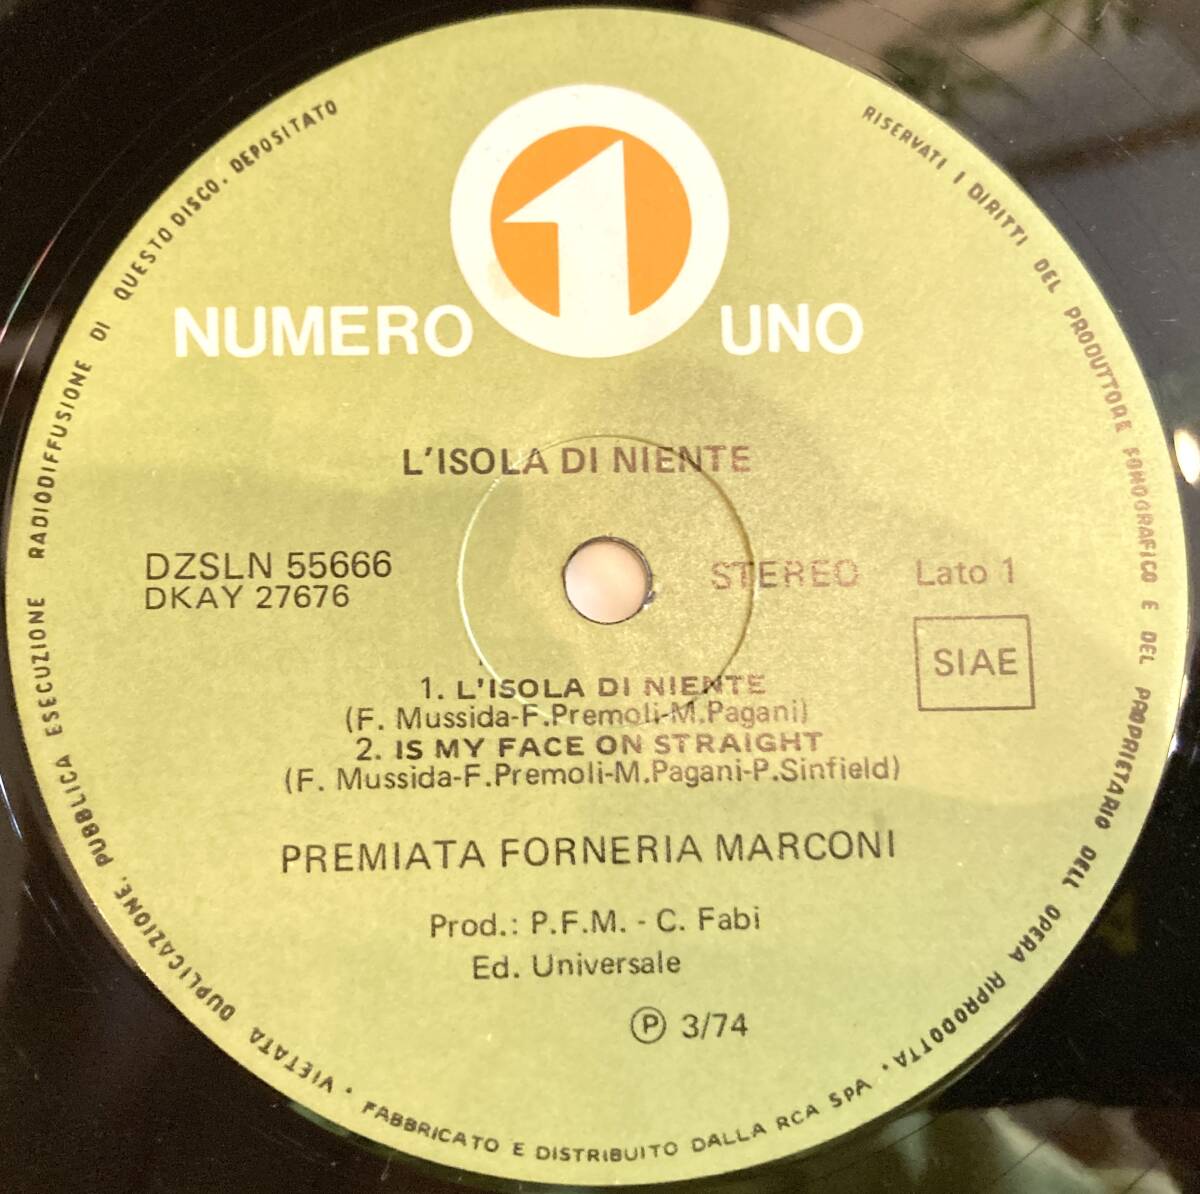 NUMERO 1 UNO
L'ISOLA DI NIENTE
DZSLN 55666
DKAY 27676
STEREO Lato 1
SIAE
1. L'ISOLA DI NIENTE
(F. Mussida-F.Premoli-M.Pagani)
2. IS MY FACE ON STRAIGHT
(F. Mussida-F.Premoli-M.Pagani-P.Sinfield)
PREMIATA FORNERIA MARCONI
Prod.: P.F.M. - C. Fabi
Ed. Universale
Ⓟ 3/74
RISERVATI I DIRITTI DEL PRODUTTORE FONOGRAFICO E DEL PROPRIETARIO DELL OPERA RIPRODOTTA. FABBRICATO E DISTRIBUITO DALLA RCA SPA • VIETATA DUPLICAZIONE, PUBBLICA ESECUZIONE RADIODIFFUSIONE DI QUESTO DISCO. DEPOSITATO